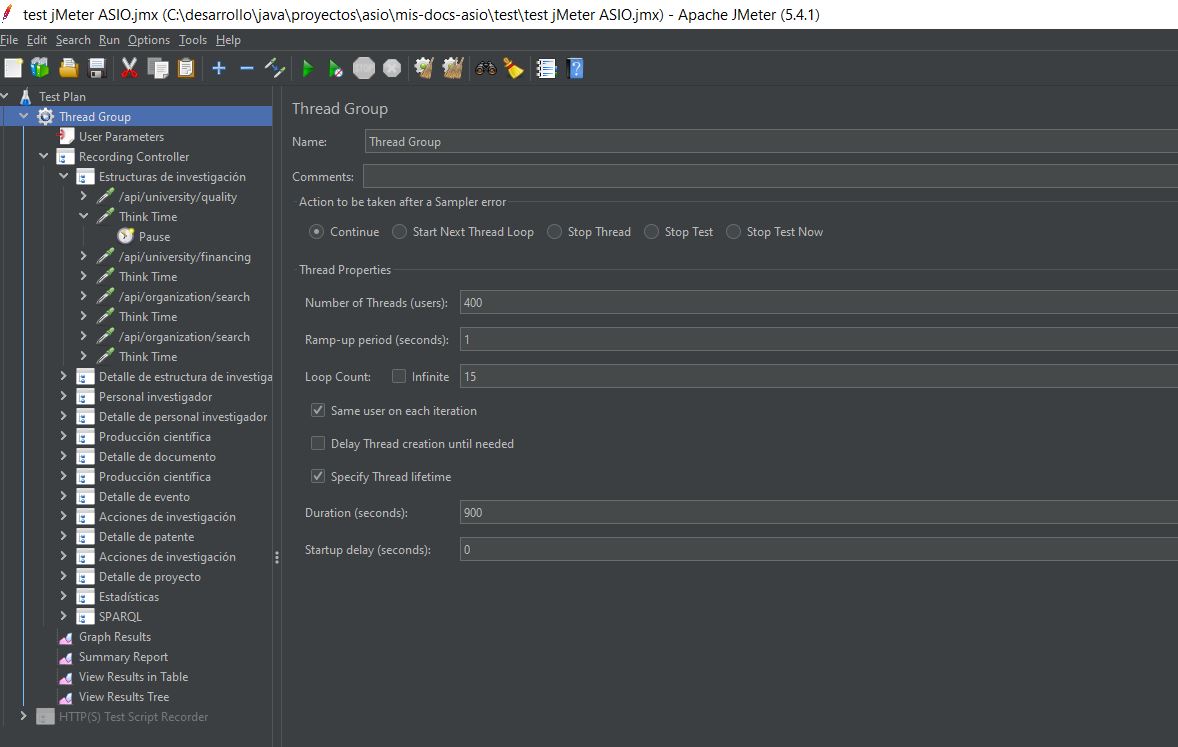 test jMeter ASIO.jmx (C:\desarrollo\java\proyectos\asio\mis-docs-asio\test\test jMeter ASIO.jmx) - Apache JMeter (5.4.1)
File Edit Search Run Options Tools Help
Test Plan
Thread Group
User Parameters
Recording Controller
Estructuras de investigación
/api/university/quality
Think Time
Pause
/api/university/financing
Think Time
/api/organization/search
Think Time
/api/organization/search
Think Time
Detalle de estructura de investiga
Personal investigador
Detalle de personal investigador
Producción científica
Detalle de documento
Producción científica
Detalle de evento
Acciones de investigación
Detalle de patente
Acciones de investigación
Detalle de proyecto
Estadísticas
SPARQL
Graph Results
Summary Report
View Results in Table
View Results Tree
HTTP(S) Test Script Recorder
Thread Group
Name: Thread Group
Comments:
Action to be taken after a Sampler error
Continue Start Next Thread Loop Stop Thread Stop Test Stop Test Now
Thread Properties
Number of Threads (users): 400
Ramp-up period (seconds): 1
Loop Count: Infinite 15
Same user on each iteration
Delay Thread creation until needed
Specify Thread lifetime
Duration (seconds): 900
Startup delay (seconds): 0